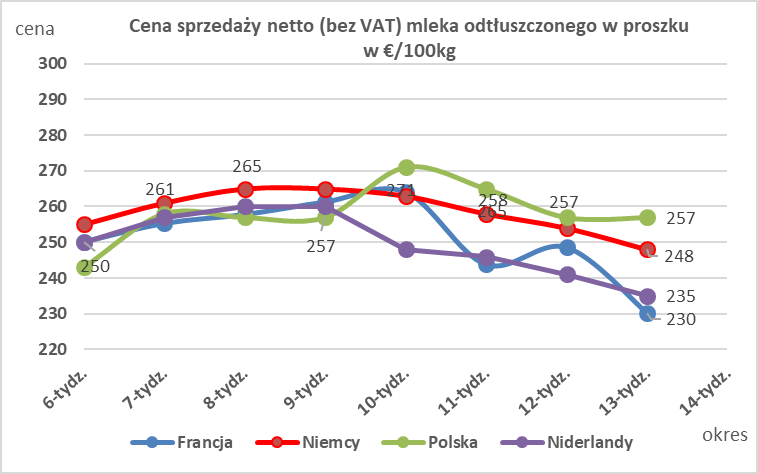 cena
Cena sprzedaży netto (bez VAT) mleka odtłuszczonego w proszku
w €/100kg
300
290
280
270
260
250
240
230
220
265
261
271
258
265
257
257
257
250
248
235
230
6-tydz.
7-tydz.
8-tydz.
9-tydz.
10-tydz.
11-tydz.
12-tydz.
13-tydz.
14-tydz.
okres
Francja
Niemcy
Polska
Niderlandy